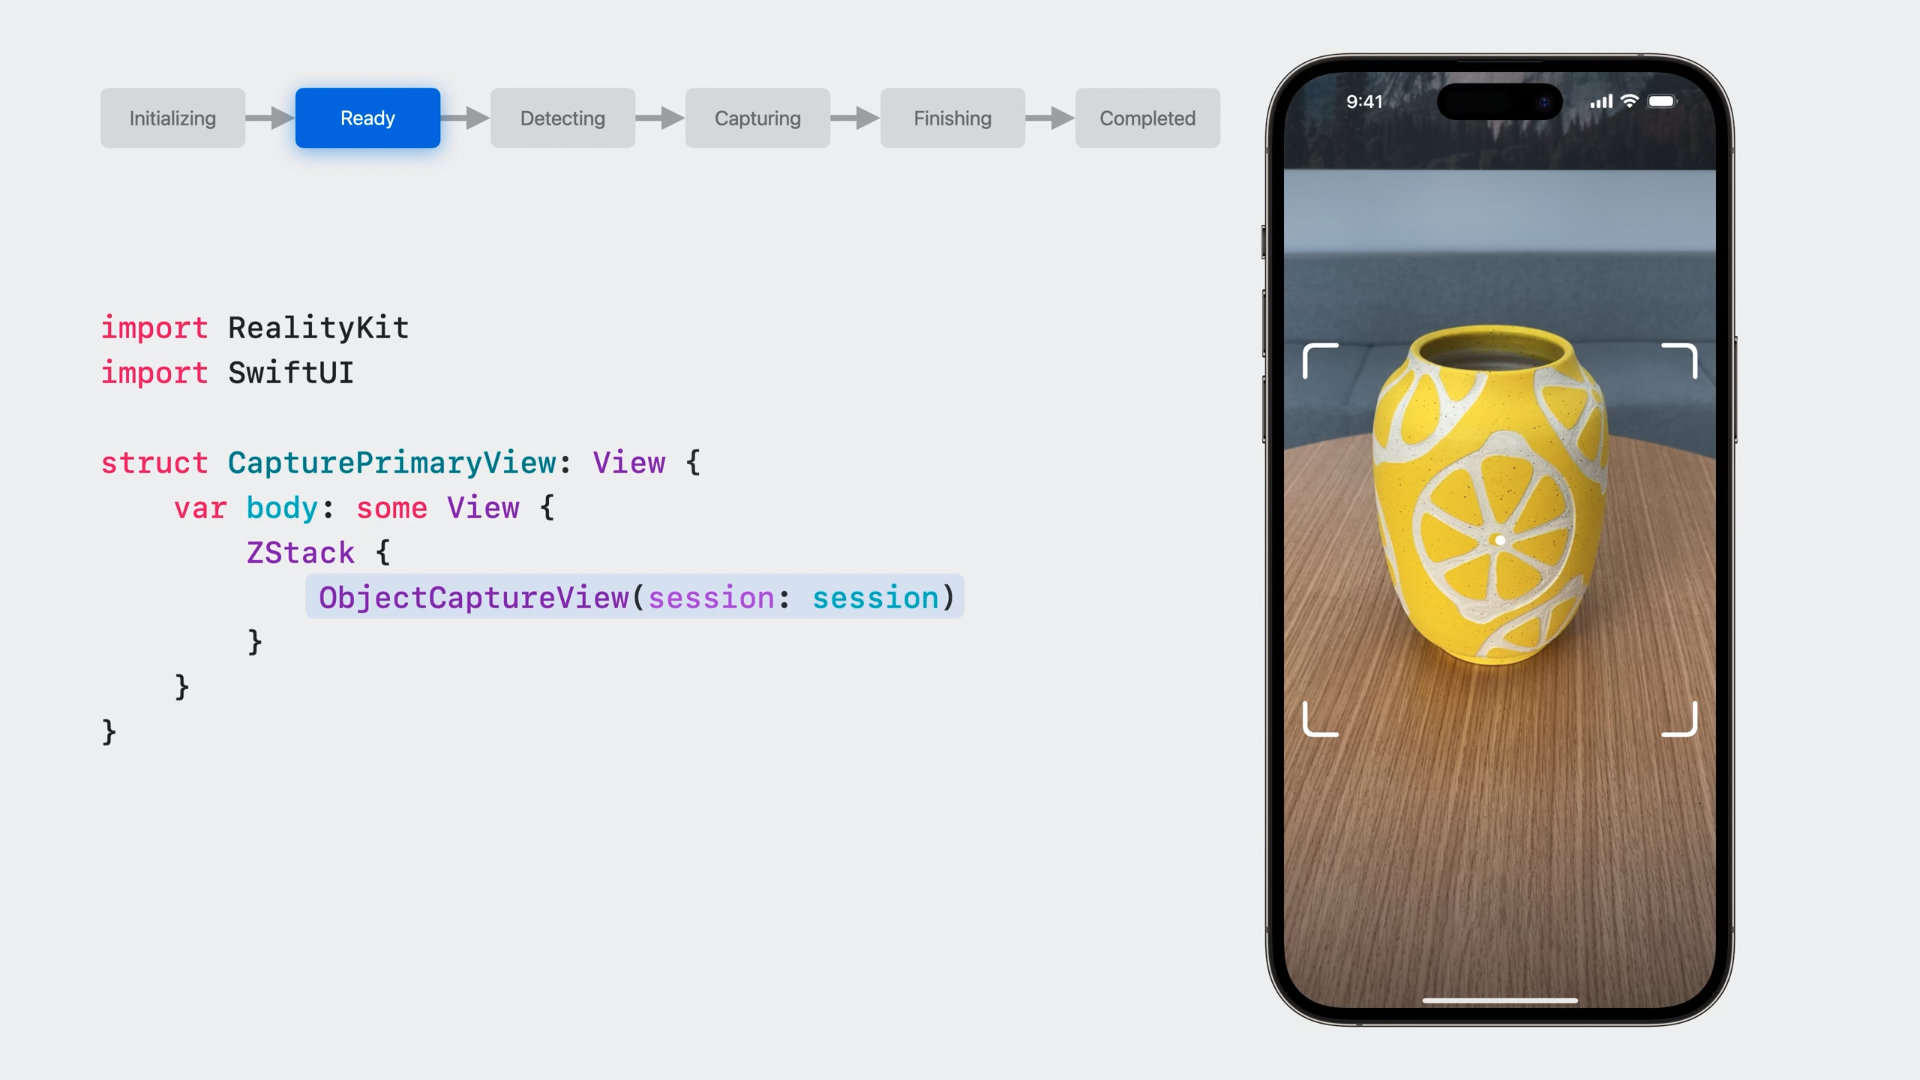 Initializing
Ready
Detecting
Capturing
Finishing
Completed
9:41
import RealityKit
import SwiftUI
struct CapturePrimaryView: View {
var body: some View {
ZStack {
ObjectCaptureView(session: session)
}
}
}